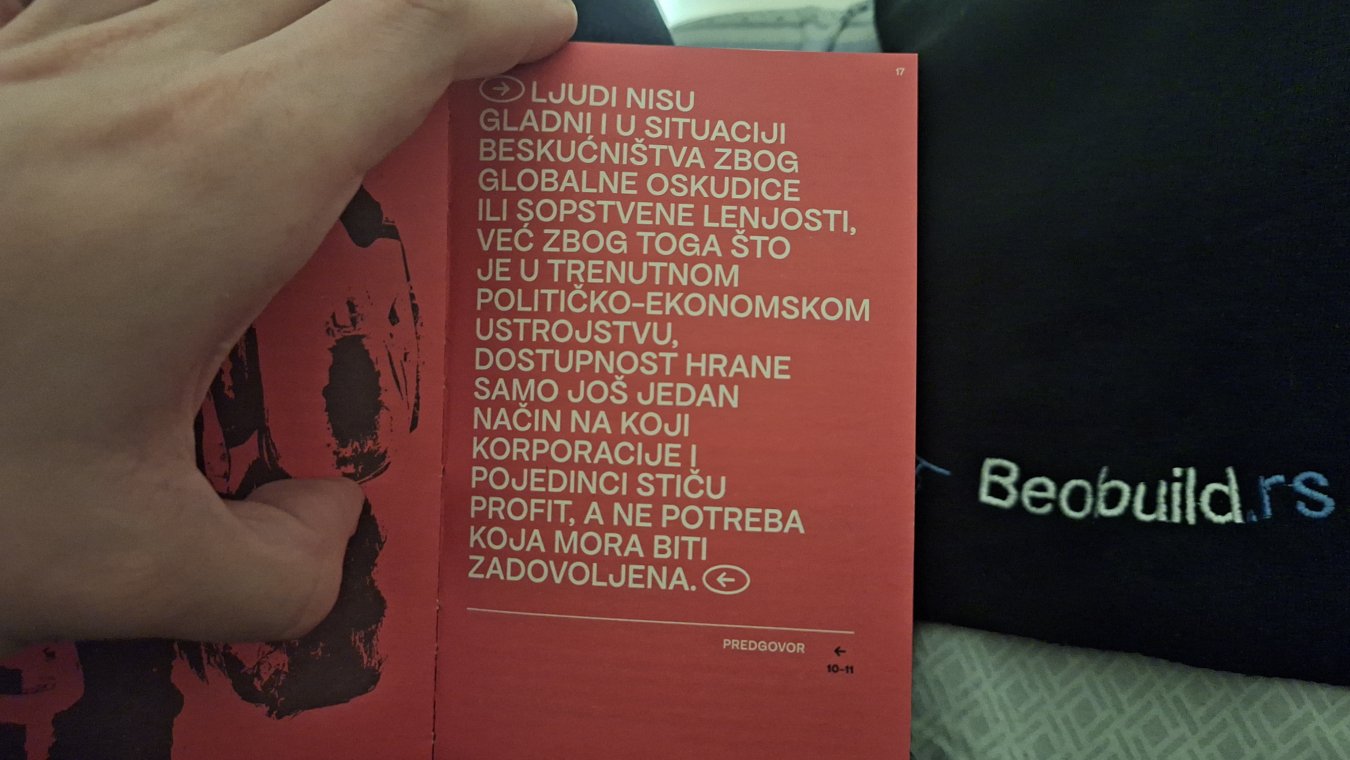 17
LJUDI NISU
GLADNI I U SITUACIJI
BESKUĆNIŠTVA ZBOG
GLOBALNE OSKUDICE
ILI SOPSTVENE LENJOSTI,
VEĆ ZBOG TOGA ŠTO
JE U TRENUTNOM
POLITIČKO-EKONOMSKOM
USTROJSTVU,
DOSTUPNOST HRANE
SAMO JOŠ JEDAN
NAČIN NA KOJI
KORPORACIJE I
POJEDINCI STIČU
PROFIT, A NE POTREBA
KOJA MORA BITI
ZADOVOLJENA.
PREDGOVOR
10-11
Beobuild.rs